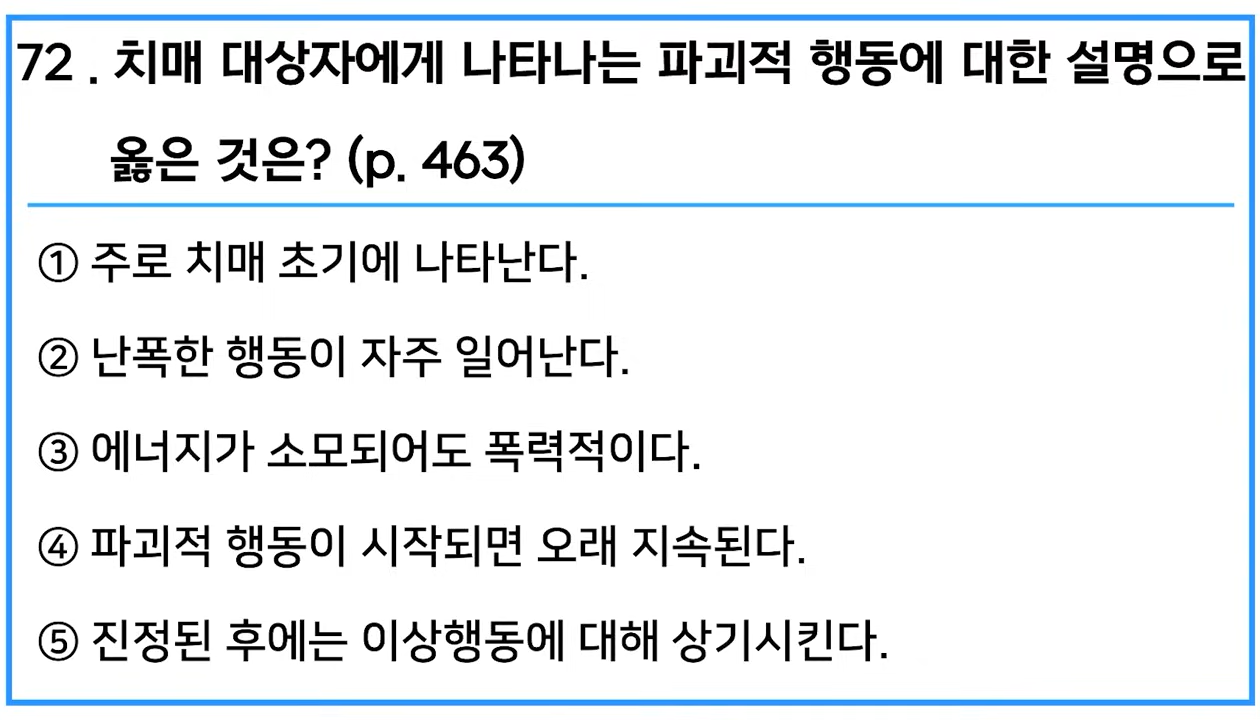 72 . 치매 대상자에게 나타나는 파괴적 행동에 대한 설명으로
옳은 것은? (p. 463)
① 주로 치매 초기에 나타난다.
② 난폭한 행동이 자주 일어난다.
③ 에너지가 소모되어도 폭력적이다.
④ 파괴적 행동이 시작되면 오래 지속된다.
⑤ 진정된 후에는 이상행동에 대해 상기시킨다.